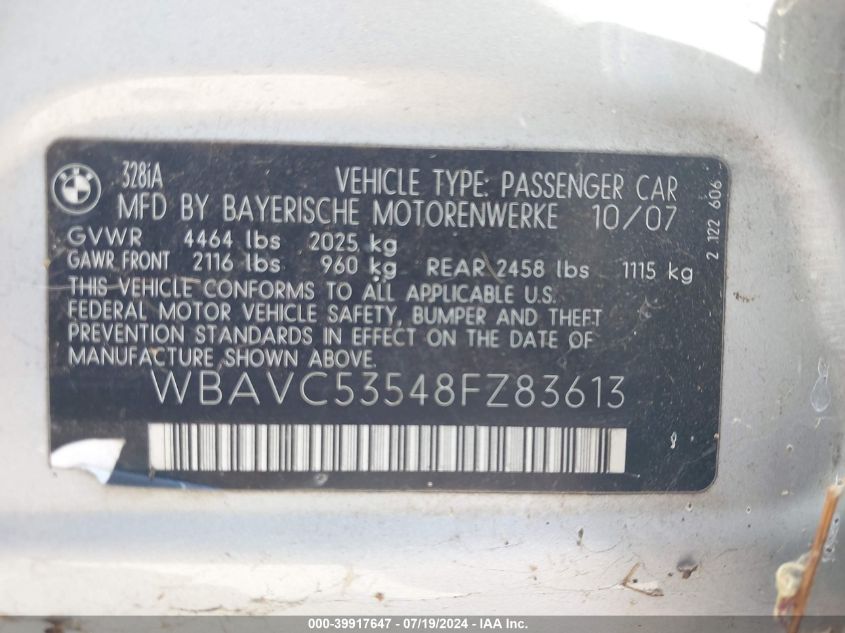 328iA
VEHICLE TYPE: PASSENGER CAR
MFD BY BAYERISCHE MOTORENWERKE 10/07
GVWR 4464 lbs 2025 kg
GAWR FRONT 2116 lbs 960 kg REAR 2458 lbs 1115 kg
THIS VEHICLE CONFORMS TO ALL APPLICABLE U.S.
FEDERAL MOTOR VEHICLE SAFETY, BUMPER AND THEFT
PREVENTION STANDARDS IN EFFECT ON THE DATE OF
MANUFACTURE SHOWN ABOVE.
WBAVC53548FZ83613
2 122 606
000-39917647 / 07/19/2024 - IAA Inc.